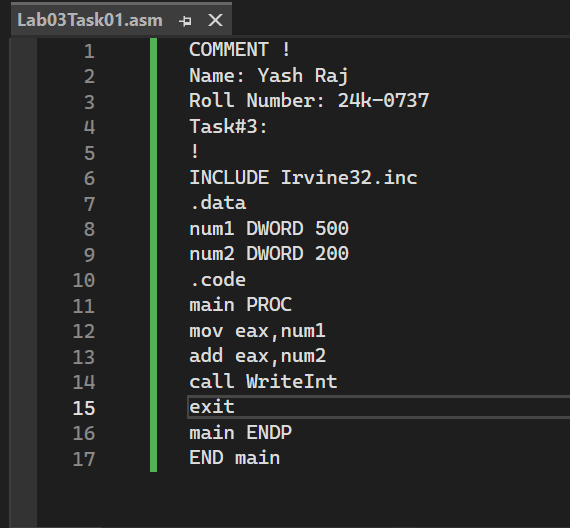 Lab03Task01.asm
1 COMMENT !
2 Name: Yash Raj
3 Roll Number: 24k-0737
4 Task#3:
5 !
6 INCLUDE Irvine32.inc
7 .data
8 num1 DWORD 500
9 num2 DWORD 200
10 .code
11 main PROC
12 mov eax,num1
13 add eax,num2
14 call WriteInt
15 exit
16 main ENDP
17 END main